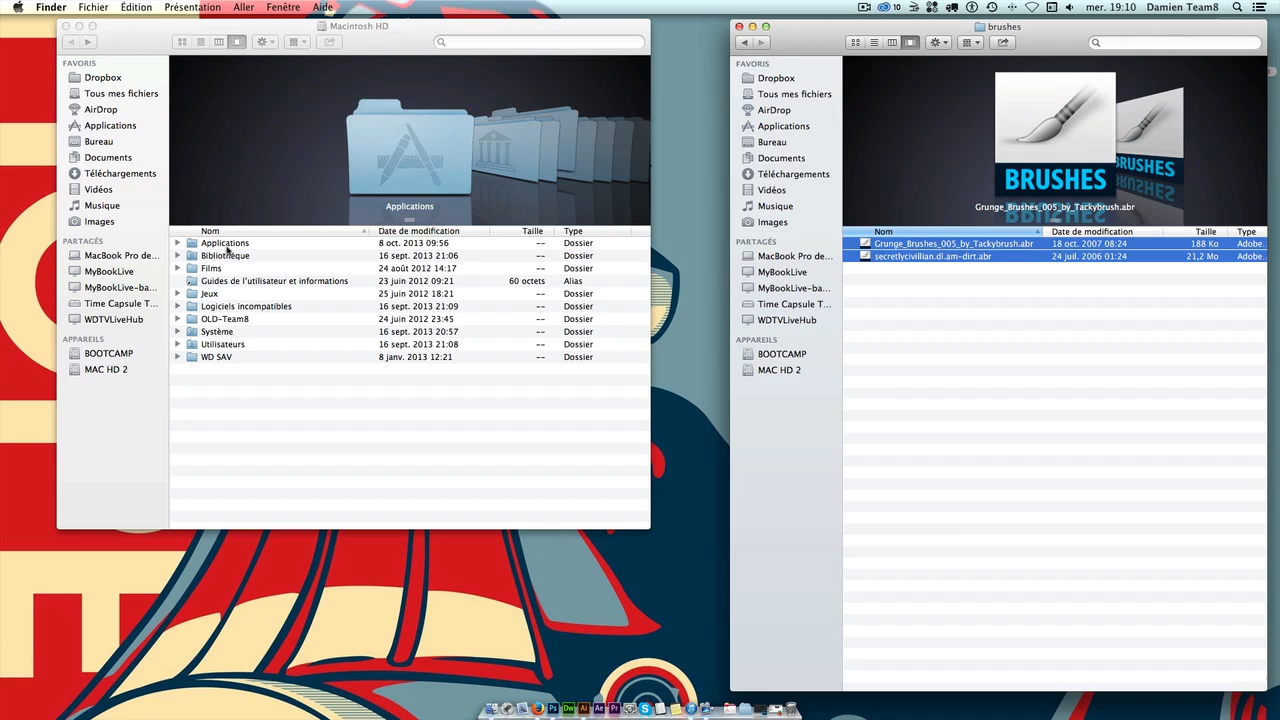 Finder Fichier Édition Présentation Aller Fenêtre Aide 10 mer. 19:10 Damien Team8
Macintosh HD
FAVORIS
Dropbox
Tous mes fichiers
AirDrop
Applications
Bureau
Documents
Téléchargements
Vidéos
Musique
Images
PARTAGÉS
MacBook Pro de...
MyBookLive
MyBookLive-ba...
Time Capsule T...
WDTVLiveHub
APPAREILS
BOOTCAMP
MAC HD 2
Applications
Nom Date de modification Taille Type
Applications 8 oct. 2013 09:56 -- Dossier
Bibliothèque 16 sept. 2013 21:06 -- Dossier
Films 24 août 2012 14:17 -- Dossier
Guides de l'utilisateur et informations 23 juin 2012 09:21 60 octets Alias
Jeux 25 juin 2012 18:21 -- Dossier
Logiciels incompatibles 16 sept. 2013 21:09 -- Dossier
OLD-Team8 24 juin 2012 23:45 -- Dossier
Système 16 sept. 2013 20:57 -- Dossier
Utilisateurs 16 sept. 2013 21:08 -- Dossier
WD SAV 8 janv. 2013 12:21 -- Dossier
brushes
FAVORIS
Dropbox
Tous mes fichiers
AirDrop
Applications
Bureau
Documents
Téléchargements
Vidéos
Musique
Images
PARTAGÉS
MacBook Pro de...
MyBookLive
MyBookLive-ba...
Time Capsule T...
WDTVLiveHub
APPAREILS
BOOTCAMP
MAC HD 2
BRUSHES
BRUSHES
Grunge_Brushes_005_by_Tackybrush.abr
Nom Date de modification Taille Type
Grunge_Brushes_005_by_Tackybrush.abr 18 oct. 2007 08:24 188 Ko Adobe...
secretlycivillian.dl.am-dirt.abr 24 juil. 2006 01:24 21,2 Mo Adobe...
Ps Dw Ai Ae Pr